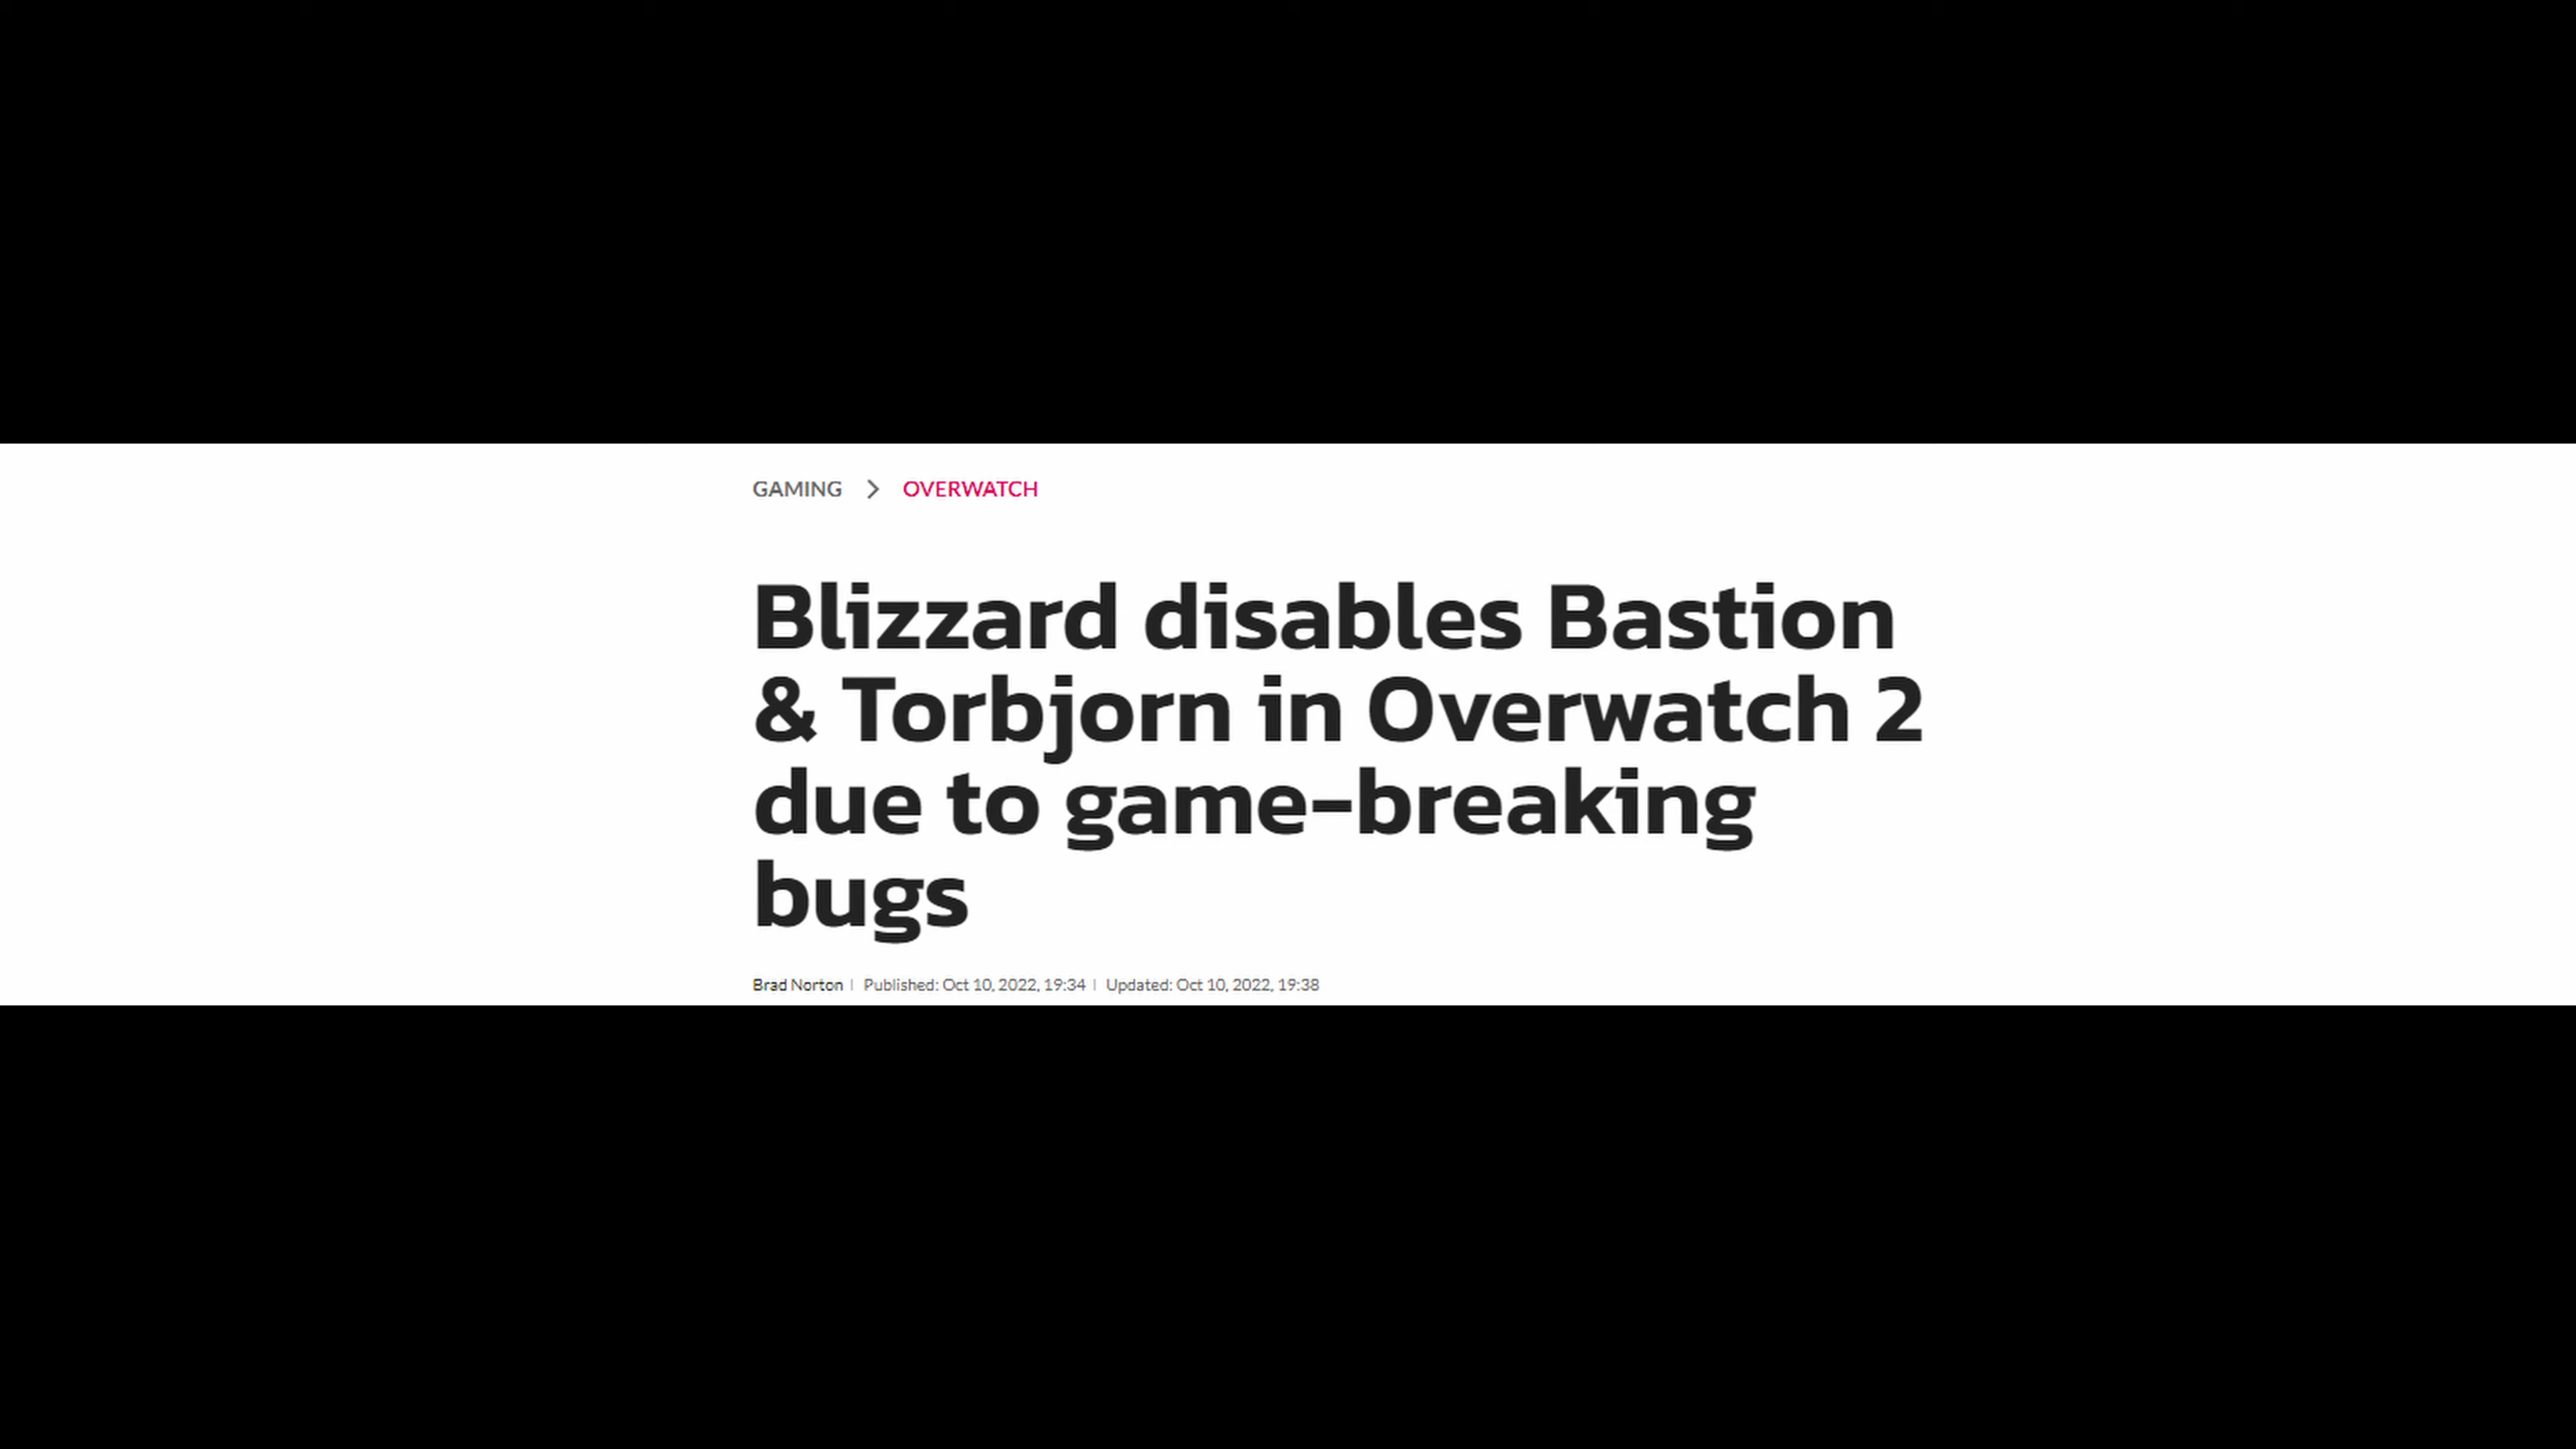 GAMING > OVERWATCH
Blizzard disables Bastion
& Torbjorn in Overwatch 2
due to game-breaking
bugs
Brad Norton | Published: Oct 10, 2022, 19:34 | Updated: Oct 10, 2022, 19:38